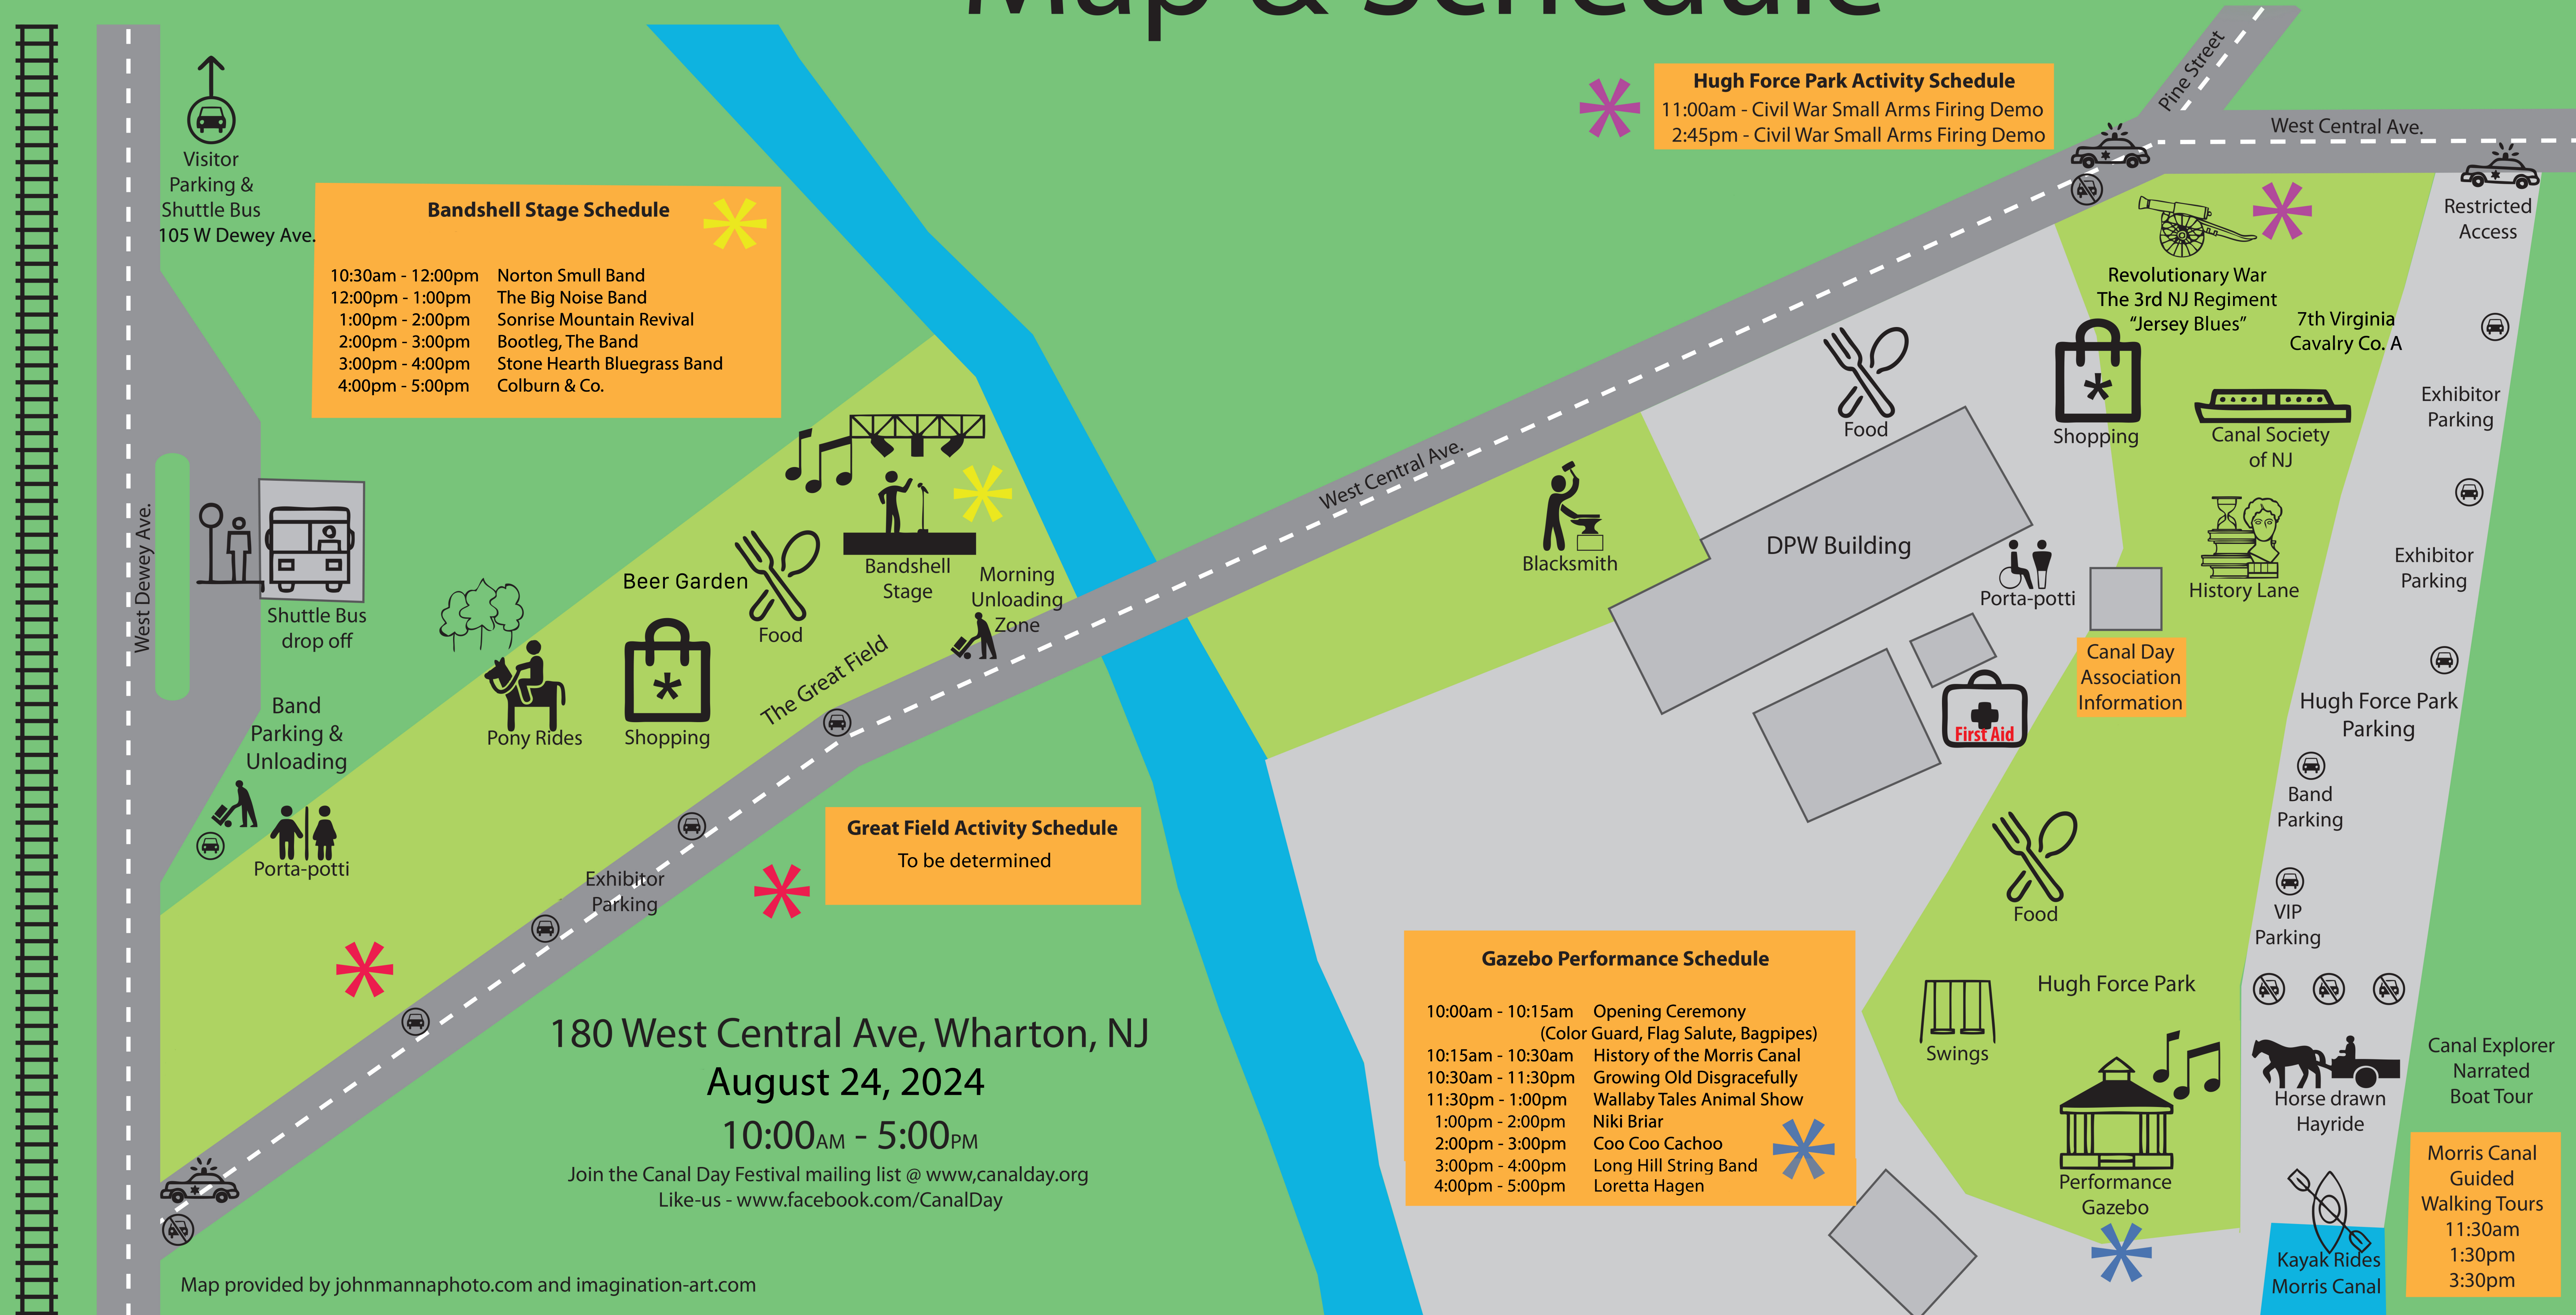 Map & Schedule
Visitor
Parking &
Shuttle Bus
105 W Dewey Ave.
Bandshell Stage Schedule
10:30am - 12:00pm Norton Smull Band
12:00pm - 1:00pm The Big Noise Band
1:00pm - 2:00pm Sonrise Mountain Revival
2:00pm - 3:00pm Bootleg, The Band
3:00pm - 4:00pm Stone Hearth Bluegrass Band
4:00pm - 5:00pm Colburn & Co.
Hugh Force Park Activity Schedule
11:00am - Civil War Small Arms Firing Demo
2:45pm - Civil War Small Arms Firing Demo
Pine Street
West Central Ave.
Restricted
Access
Revolutionary War
The 3rd NJ Regiment
“Jersey Blues”
7th Virginia
Cavalry Co. A
Exhibitor
Parking
Food
Shopping
Canal Society
of NJ
West Central Ave.
Blacksmith
DPW Building
Porta-potti
History Lane
Exhibitor
Parking
Canal Day
Association
Information
First Aid
Hugh Force Park
Parking
Band
Parking
VIP
Parking
West Dewey Ave.
Shuttle Bus
drop off
Beer Garden
Food
Bandshell
Stage
Morning
Unloading
Zone
The Great Field
Pony Rides
Shopping
Band
Parking &
Unloading
Porta-potti
Exhibitor
Parking
Great Field Activity Schedule
To be determined
180 West Central Ave, Wharton, NJ
August 24, 2024
10:00AM - 5:00PM
Join the Canal Day Festival mailing list @ www,canalday.org
Like-us - www.facebook.com/CanalDay
Map provided by johnmannaphoto.com and imagination-art.com
Gazebo Performance Schedule
10:00am - 10:15am Opening Ceremony
(Color Guard, Flag Salute, Bagpipes)
10:15am - 10:30am History of the Morris Canal
10:30am - 11:30pm Growing Old Disgracefully
11:30pm - 1:00pm Wallaby Tales Animal Show
1:00pm - 2:00pm Niki Briar
2:00pm - 3:00pm Coo Coo Cachoo
3:00pm - 4:00pm Long Hill String Band
4:00pm - 5:00pm Loretta Hagen
Food
Swings
Hugh Force Park
Performance
Gazebo
Horse drawn
Hayride
Canal Explorer
Narrated
Boat Tour
Kayak Rides
Morris Canal
Morris Canal
Guided
Walking Tours
11:30am
1:30pm
3:30pm